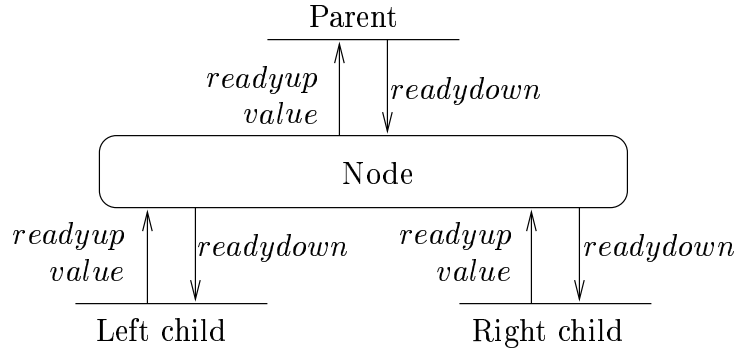 Parent
readyup
value
readydown
Node
readyup
value
readydown
readyup
value
readydown
Left child
Right child